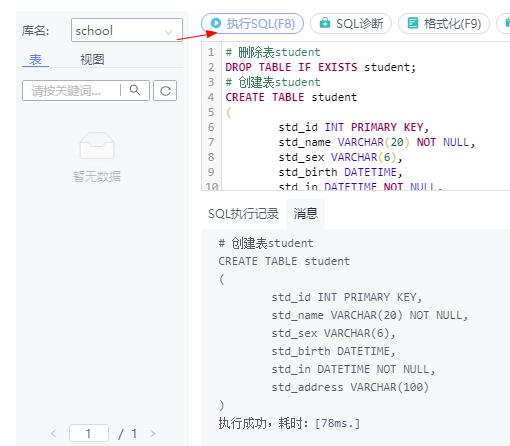 库名: school
表 视图
请按关键词...
暂无数据
1 / 1
执行SQL(F8) SQL诊断 格式化(F9)
1 # 删除表student
2 DROP TABLE IF EXISTS student;
3 # 创建表student
4 CREATE TABLE student
5 (
6 std_id INT PRIMARY KEY,
7 std_name VARCHAR(20) NOT NULL,
8 std_sex VARCHAR(6),
9 std_birth DATETIME,
10 std_in DATETIME NOT NULL,
SQL执行记录 消息
# 创建表student
CREATE TABLE student
(
std_id INT PRIMARY KEY,
std_name VARCHAR(20) NOT NULL,
std_sex VARCHAR(6),
std_birth DATETIME,
std_in DATETIME NOT NULL,
std_address VARCHAR(100)
)
执行成功，耗时：[78ms.]